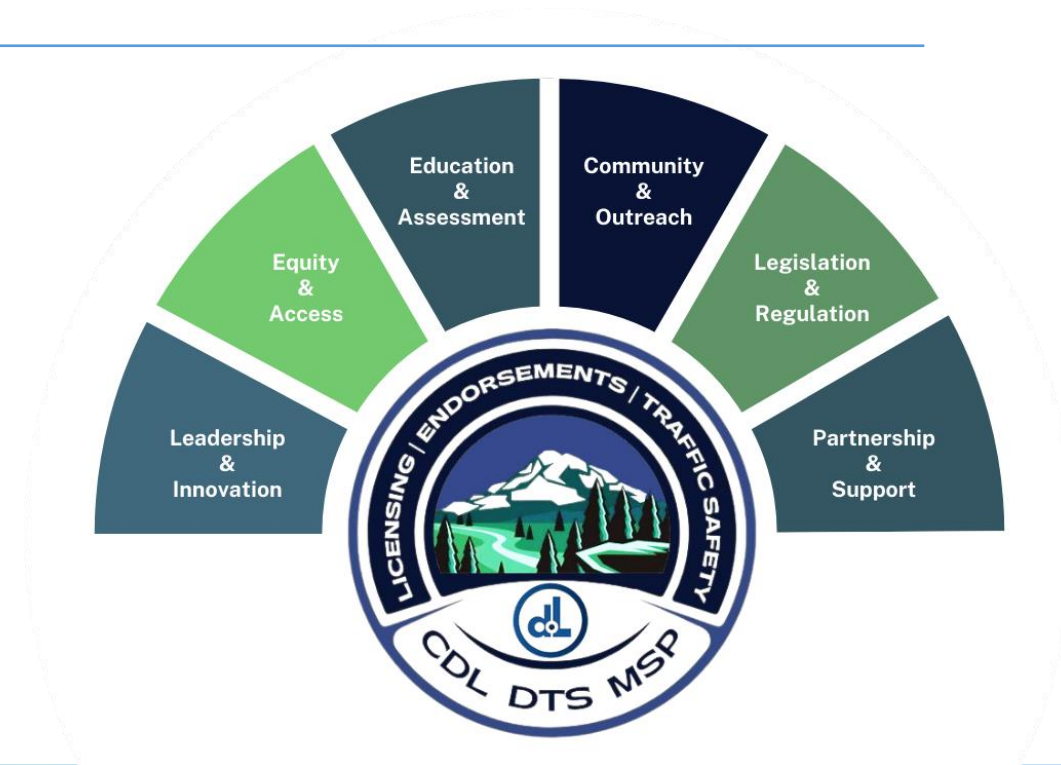 Leadership
&
Innovation
Equity
&
Access
Education
&
Assessment
Community
&
Outreach
Legislation
&
Regulation
Partnership
&
Support
LICENSING | ENDORSEMENTS | TRAFFIC SAFETY
dL
CDL DTS MSP